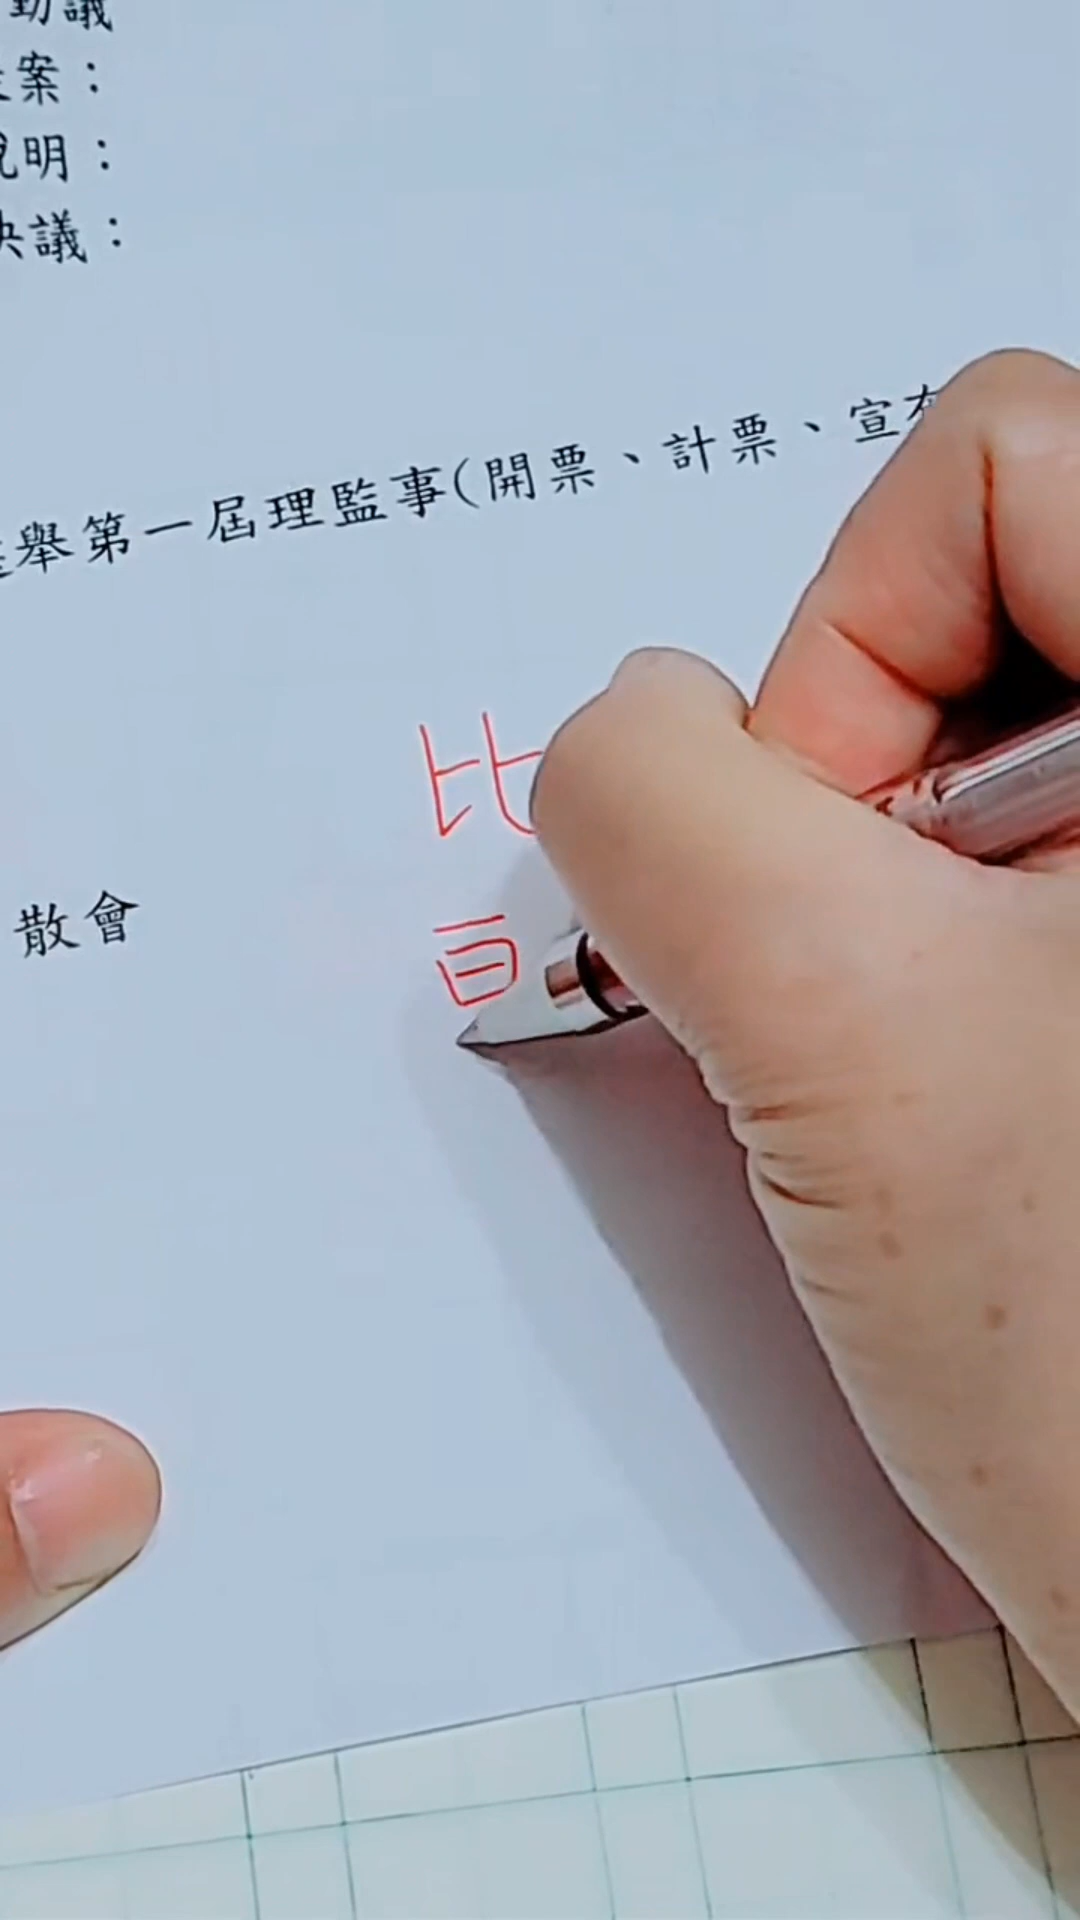 動議
案：
說明：
決議：
選舉第一屆理監事(開票、計票、宣布
散會
比